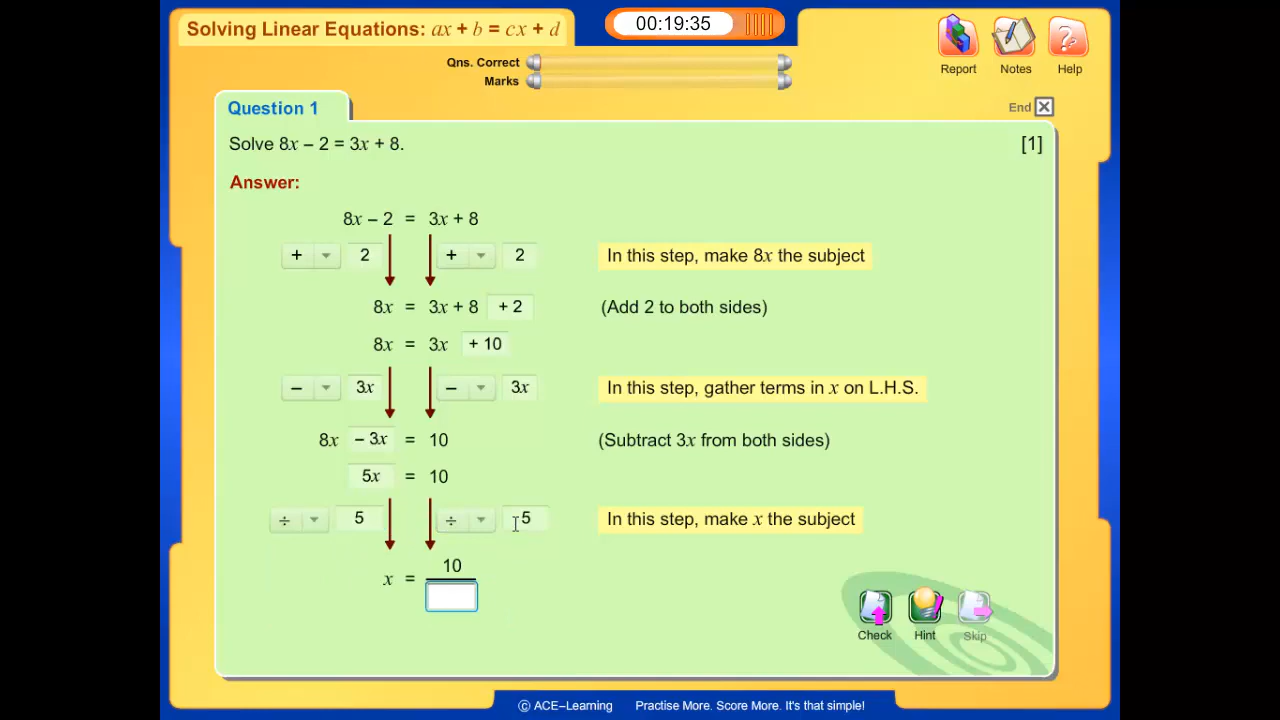 Solving Linear Equations: ax + b = cx + d
00:19:35
Qns. Correct
Marks
Report Notes Help
Question 1
End
Solve 8x – 2 = 3x + 8.
[1]
Answer:
8x – 2 = 3x + 8
+ 2 + 2 In this step, make 8x the subject
8x = 3x + 8 + 2 (Add 2 to both sides)
8x = 3x + 10
– 3x – 3x In this step, gather terms in x on L.H.S.
8x – 3x = 10 (Subtract 3x from both sides)
5x = 10
÷ 5 ÷ 5 In this step, make x the subject
10
x =
Check Hint Skip
© ACE–Learning Practise More. Score More. It's that simple!